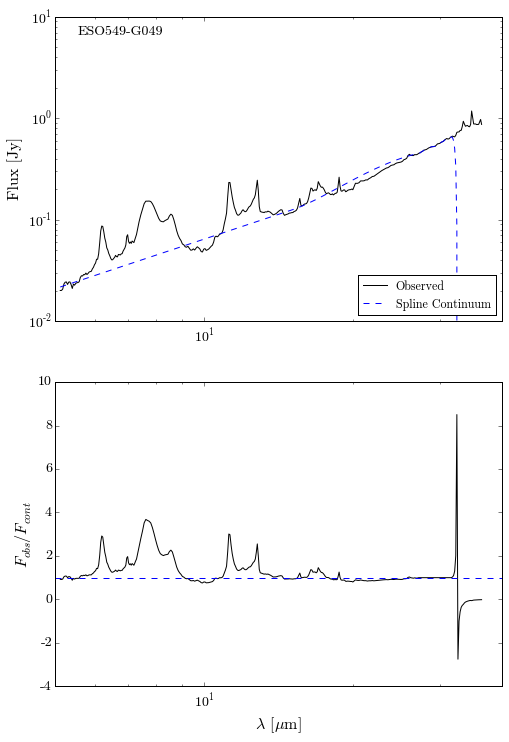 ESO549-G049
Flux [Jy]
10^1
10^0
10^-1
10^-2
Observed
Spline Continuum
10^1
F_obs/F_cont
10
8
6
4
2
0
-2
-4
10^1
λ [μm]